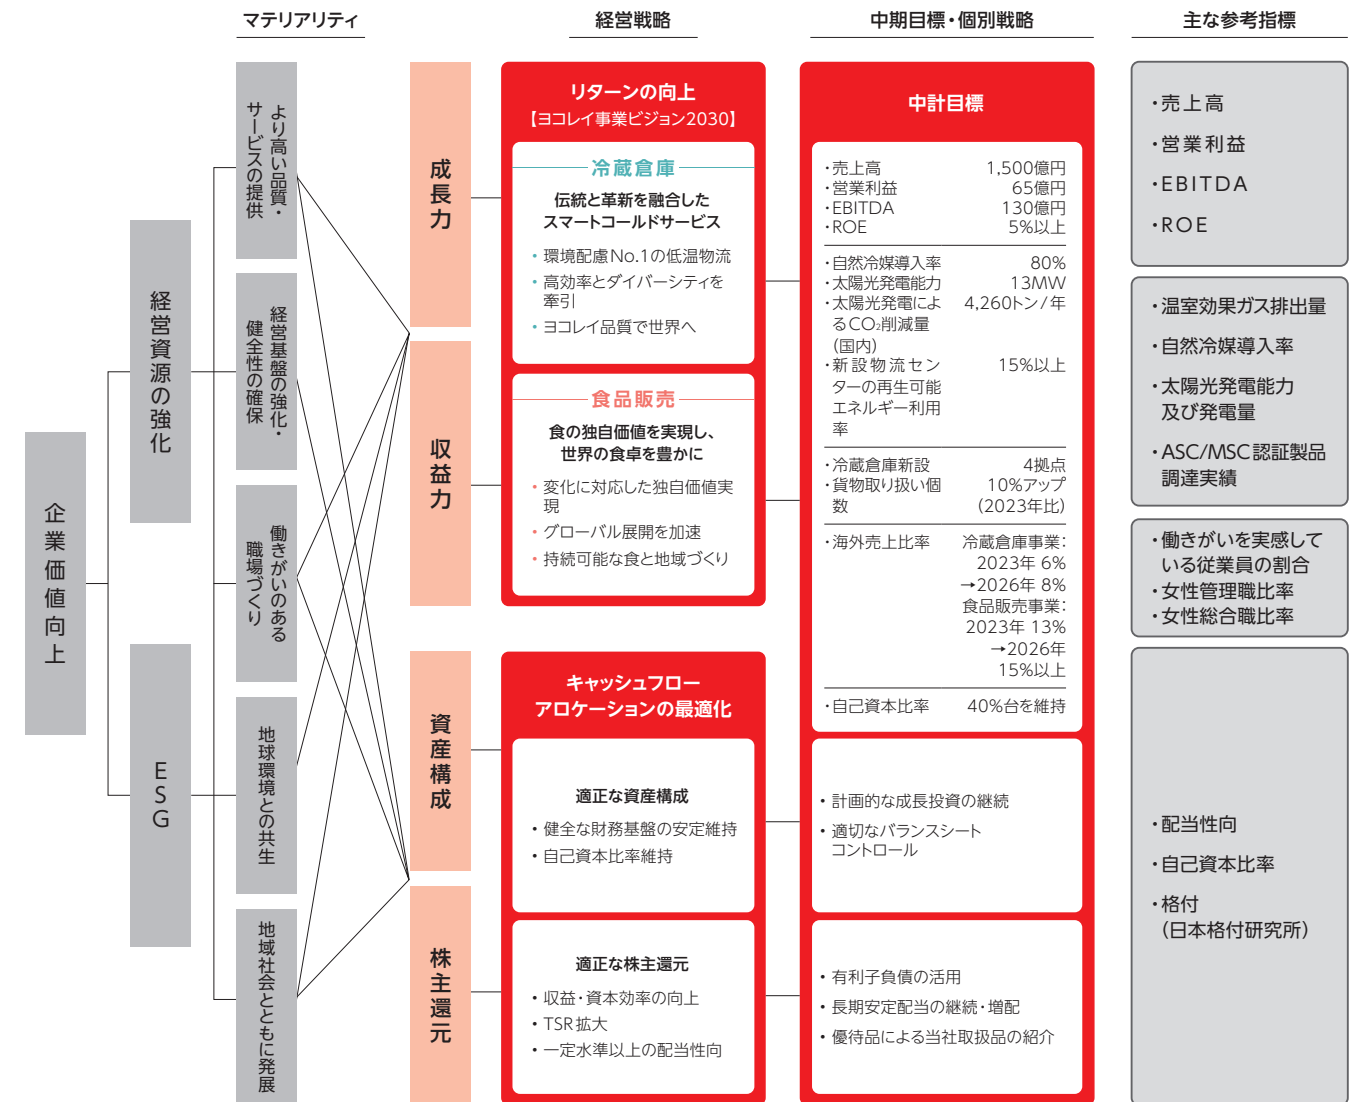 マテリアリティ
経営戦略
中期目標・個別戦略
主な参考指標
企業価値向上
経営資源の強化
ESG
より高い品質・
サービスの提供
経営基盤の強化・
健全性の確保
働きがいのある
職場づくり
地球環境との共生
地域社会とともに発展
成長力
収益力
資産構成
株主還元
リターンの向上
【ヨコレイ事業ビジョン2030】
冷蔵倉庫
伝統と革新を融合した
スマートコールドサービス
・環境配慮No.1の低温物流
・高効率とダイバーシティを
牽引
・ヨコレイ品質で世界へ
食品販売
食の独自価値を実現し、
世界の食卓を豊かに
・変化に対応した独自価値実
現
・グローバル展開を加速
・持続可能な食と地域づくり
キャッシュフロー
アロケーションの最適化
適正な資産構成
・健全な財務基盤の安定維持
・自己資本比率維持
適正な株主還元
・収益・資本効率の向上
・TSR拡大
・一定水準以上の配当性向
中計目標
・売上高 1,500億円
・営業利益 65億円
・EBITDA 130億円
・ROE 5%以上
・自然冷媒導入率 80%
・太陽光発電能力 13MW
・太陽光発電によ 4,260トン/年
るCO₂削減量
(国内)
・新設物流セン 15%以上
ターの再生可能
エネルギー利用
率
・冷蔵倉庫新設 4拠点
・貨物取り扱い個 10%アップ
数 (2023年比)
・海外売上比率 冷蔵倉庫事業：
2023年 6%
→2026年 8%
食品販売事業：
2023年 13%
→2026年
15%以上
・自己資本比率 40%台を維持
・計画的な成長投資の継続
・適切なバランスシート
コントロール
・有利子負債の活用
・長期安定配当の継続・増配
・優待品による当社取扱品の紹介
・売上高
・営業利益
・EBITDA
・ROE
・温室効果ガス排出量
・自然冷媒導入率
・太陽光発電能力
及び発電量
・ASC/MSC認証製品
調達実績
・働きがいを実感して
いる従業員の割合
・女性管理職比率
・女性総合職比率
・配当性向
・自己資本比率
・格付
（日本格付研究所）